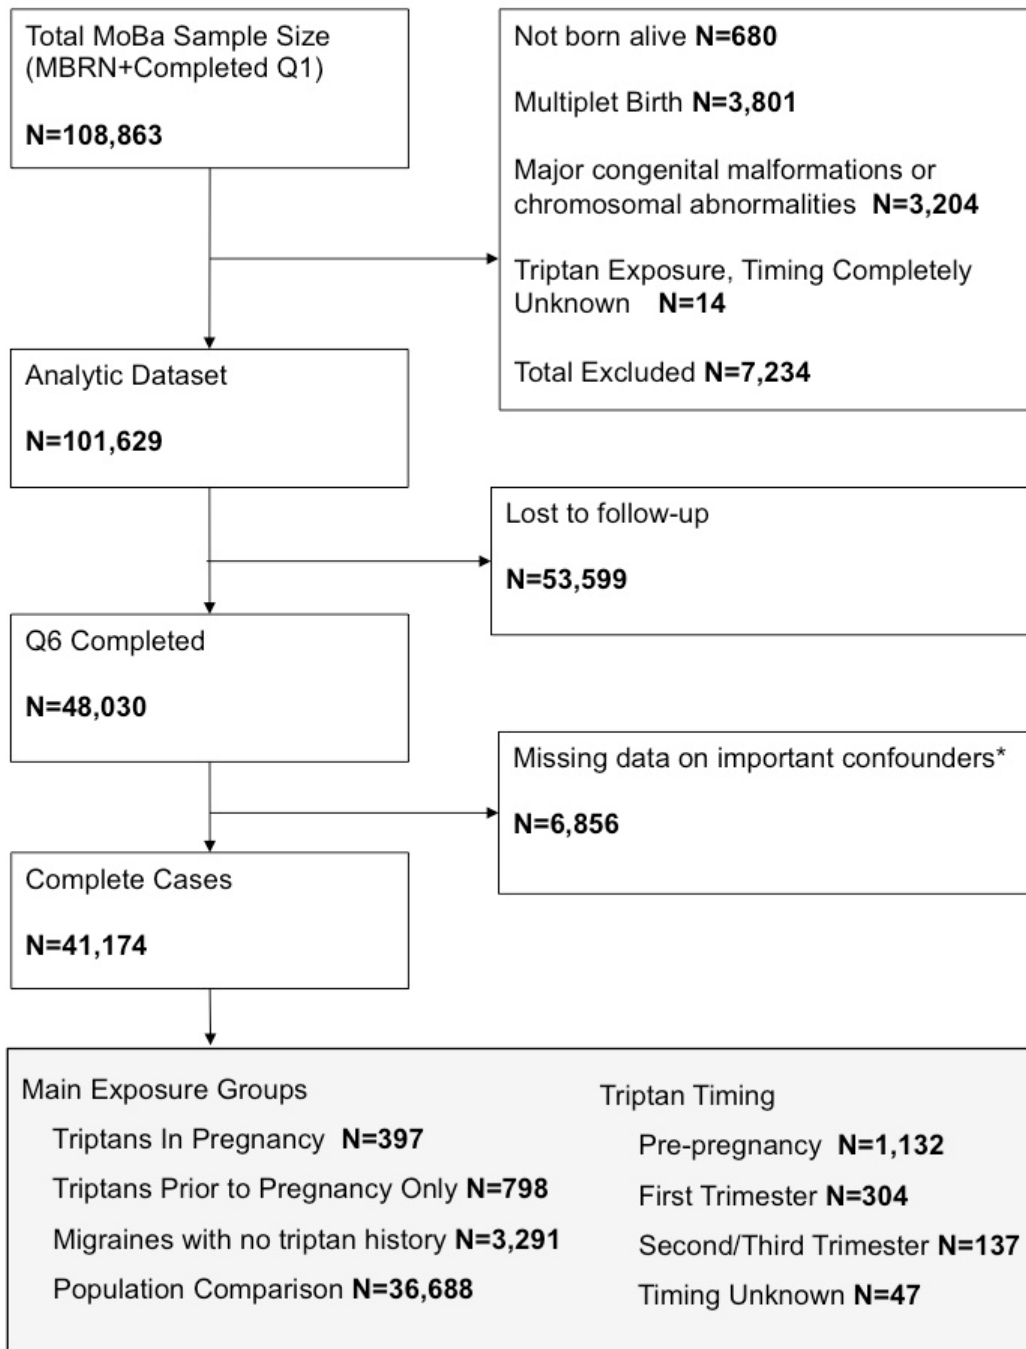 Total MoBa Sample Size
(MBRN+Completed Q1)
N=108,863
Not born alive N=680
Multiplet Birth N=3,801
Major congenital malformations or
chromosomal abnormalities N=3,204
Triptan Exposure, Timing Completely
Unknown N=14
Total Excluded N=7,234
Analytic Dataset
N=101,629
Lost to follow-up
N=53,599
Q6 Completed
N=48,030
Missing data on important confounders*
N=6,856
Complete Cases
N=41,174
Main Exposure Groups
Triptans In Pregnancy N=397
Triptans Prior to Pregnancy Only N=798
Migraines with no triptan history N=3,291
Population Comparison N=36,688
Triptan Timing
Pre-pregnancy N=1,132
First Trimester N=304
Second/Third Trimester N=137
Timing Unknown N=47